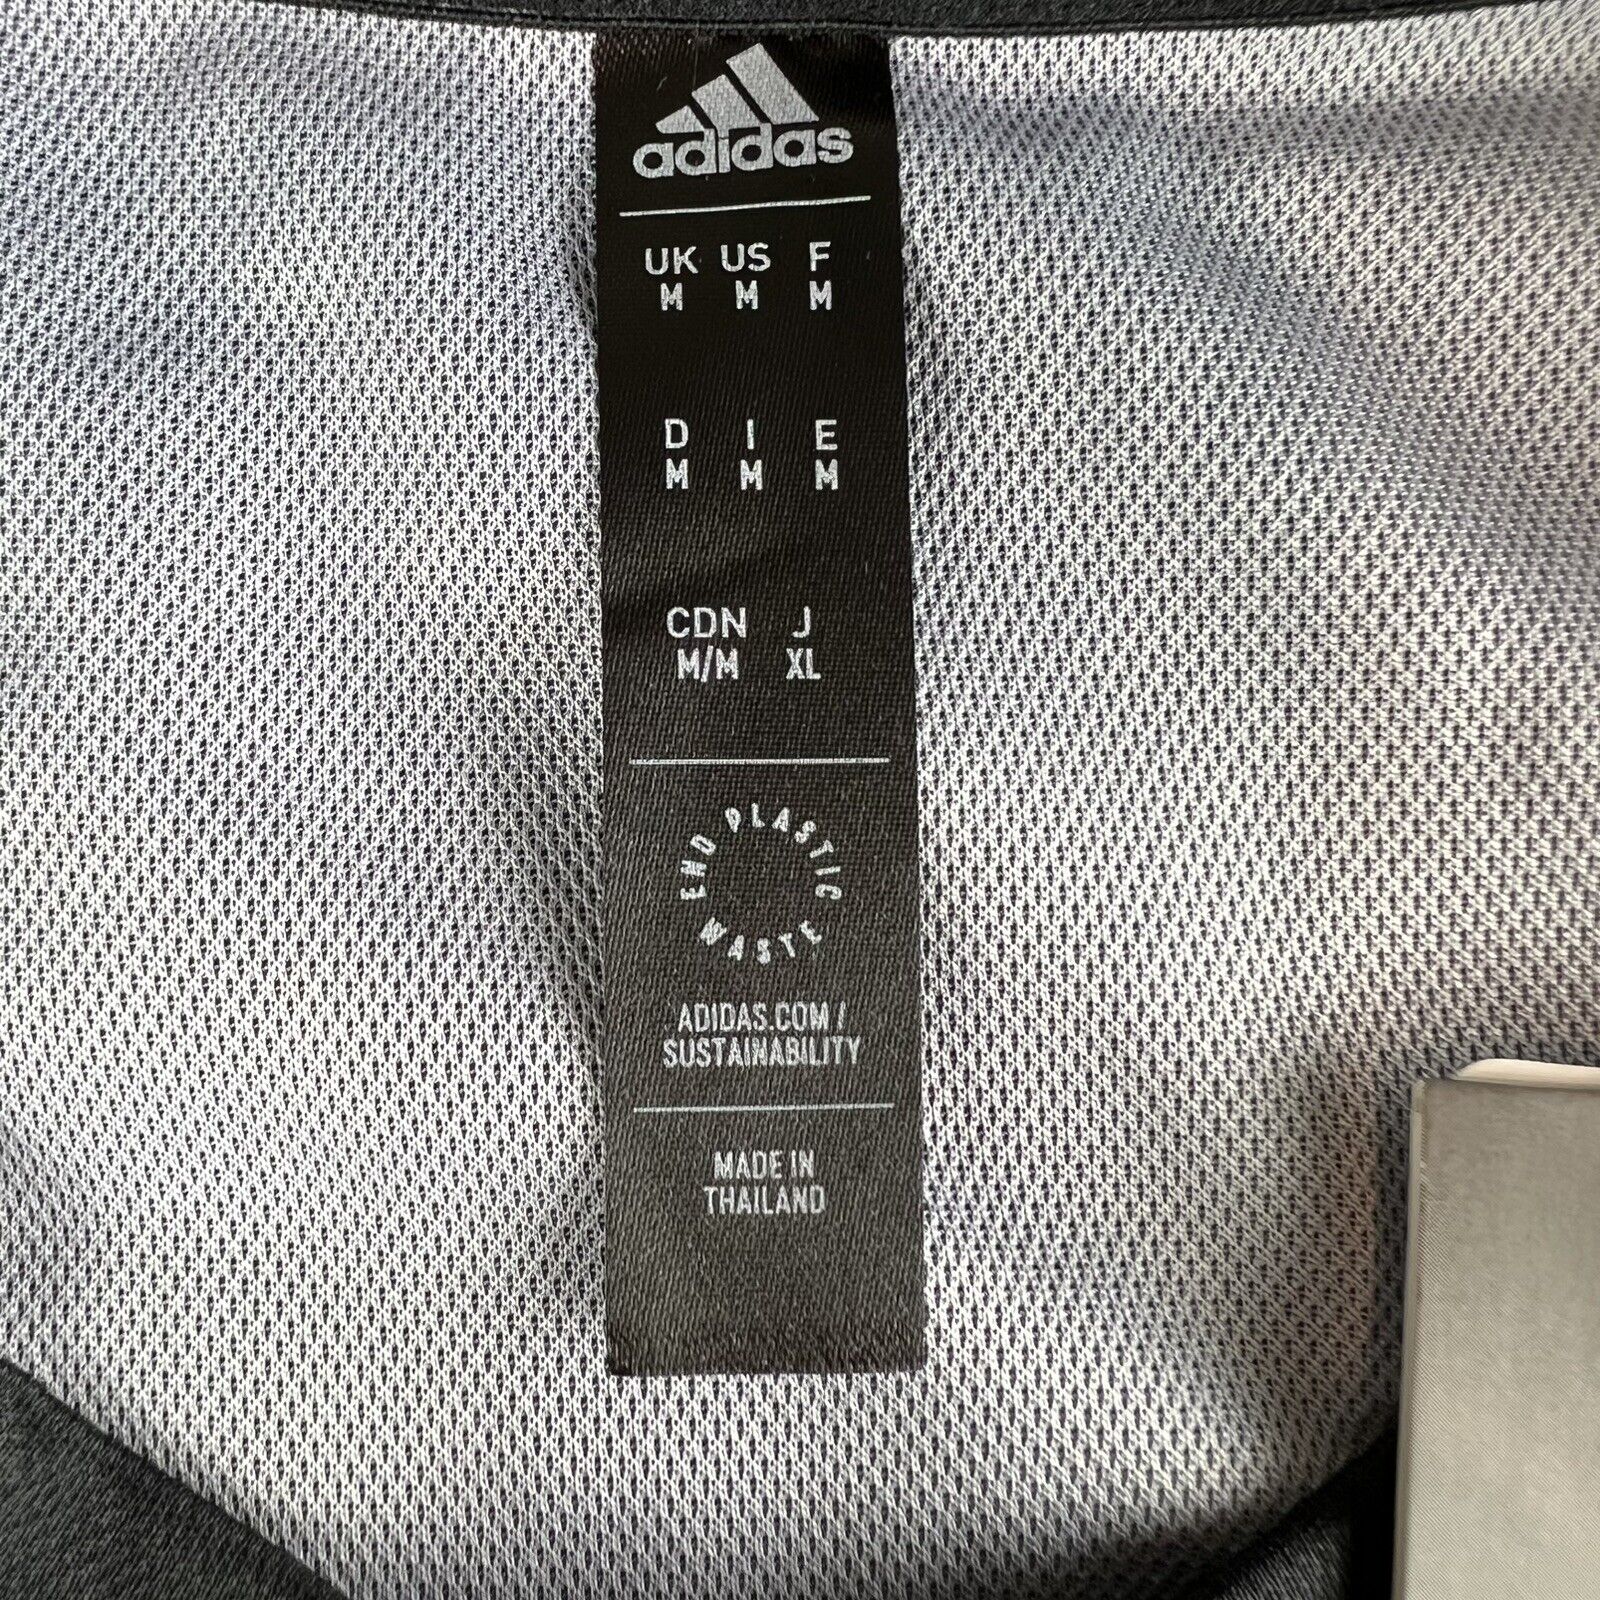 adidas
UK US F
M M M
D I E
M M M
CDN J
M/M XL
END PLASTIC WASTE
ADIDAS.COM/
SUSTAINABILITY
MADE IN
THAILAND